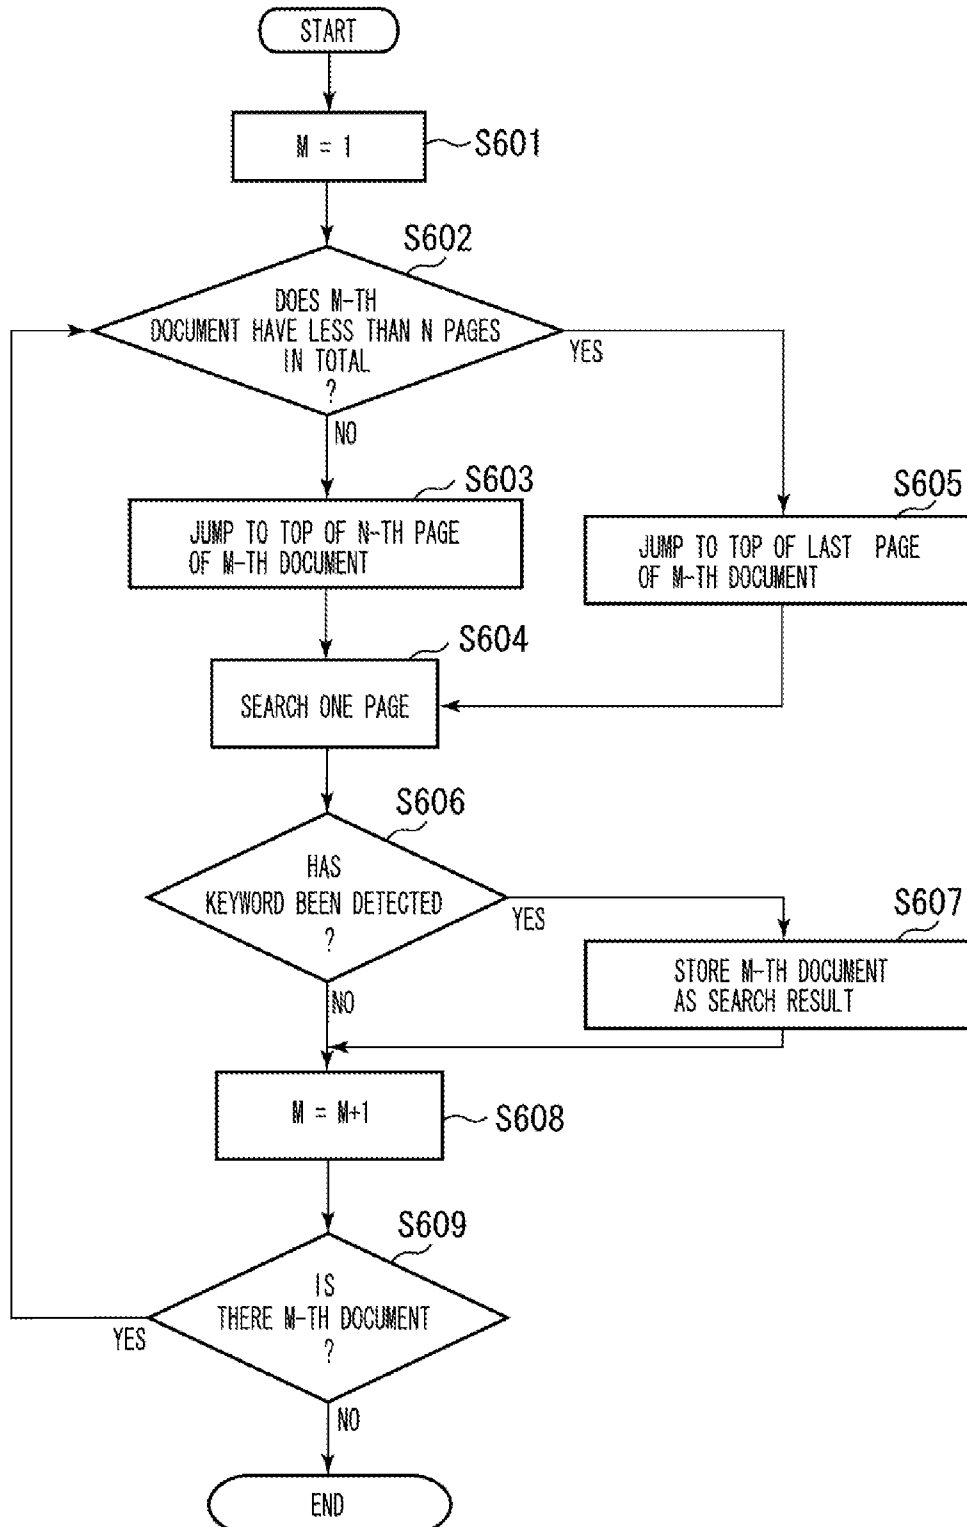 START
M = 1
S601
S602
DOES M-TH
DOCUMENT HAVE LESS THAN N PAGES
IN TOTAL
?
YES
NO
S603
JUMP TO TOP OF N-TH PAGE
OF M-TH DOCUMENT
S605
JUMP TO TOP OF LAST PAGE
OF M-TH DOCUMENT
S604
SEARCH ONE PAGE
S606
HAS
KEYWORD BEEN DETECTED
?
YES
NO
S607
STORE M-TH DOCUMENT
AS SEARCH RESULT
M = M+1
S608
S609
IS
THERE M-TH DOCUMENT
?
YES
NO
END